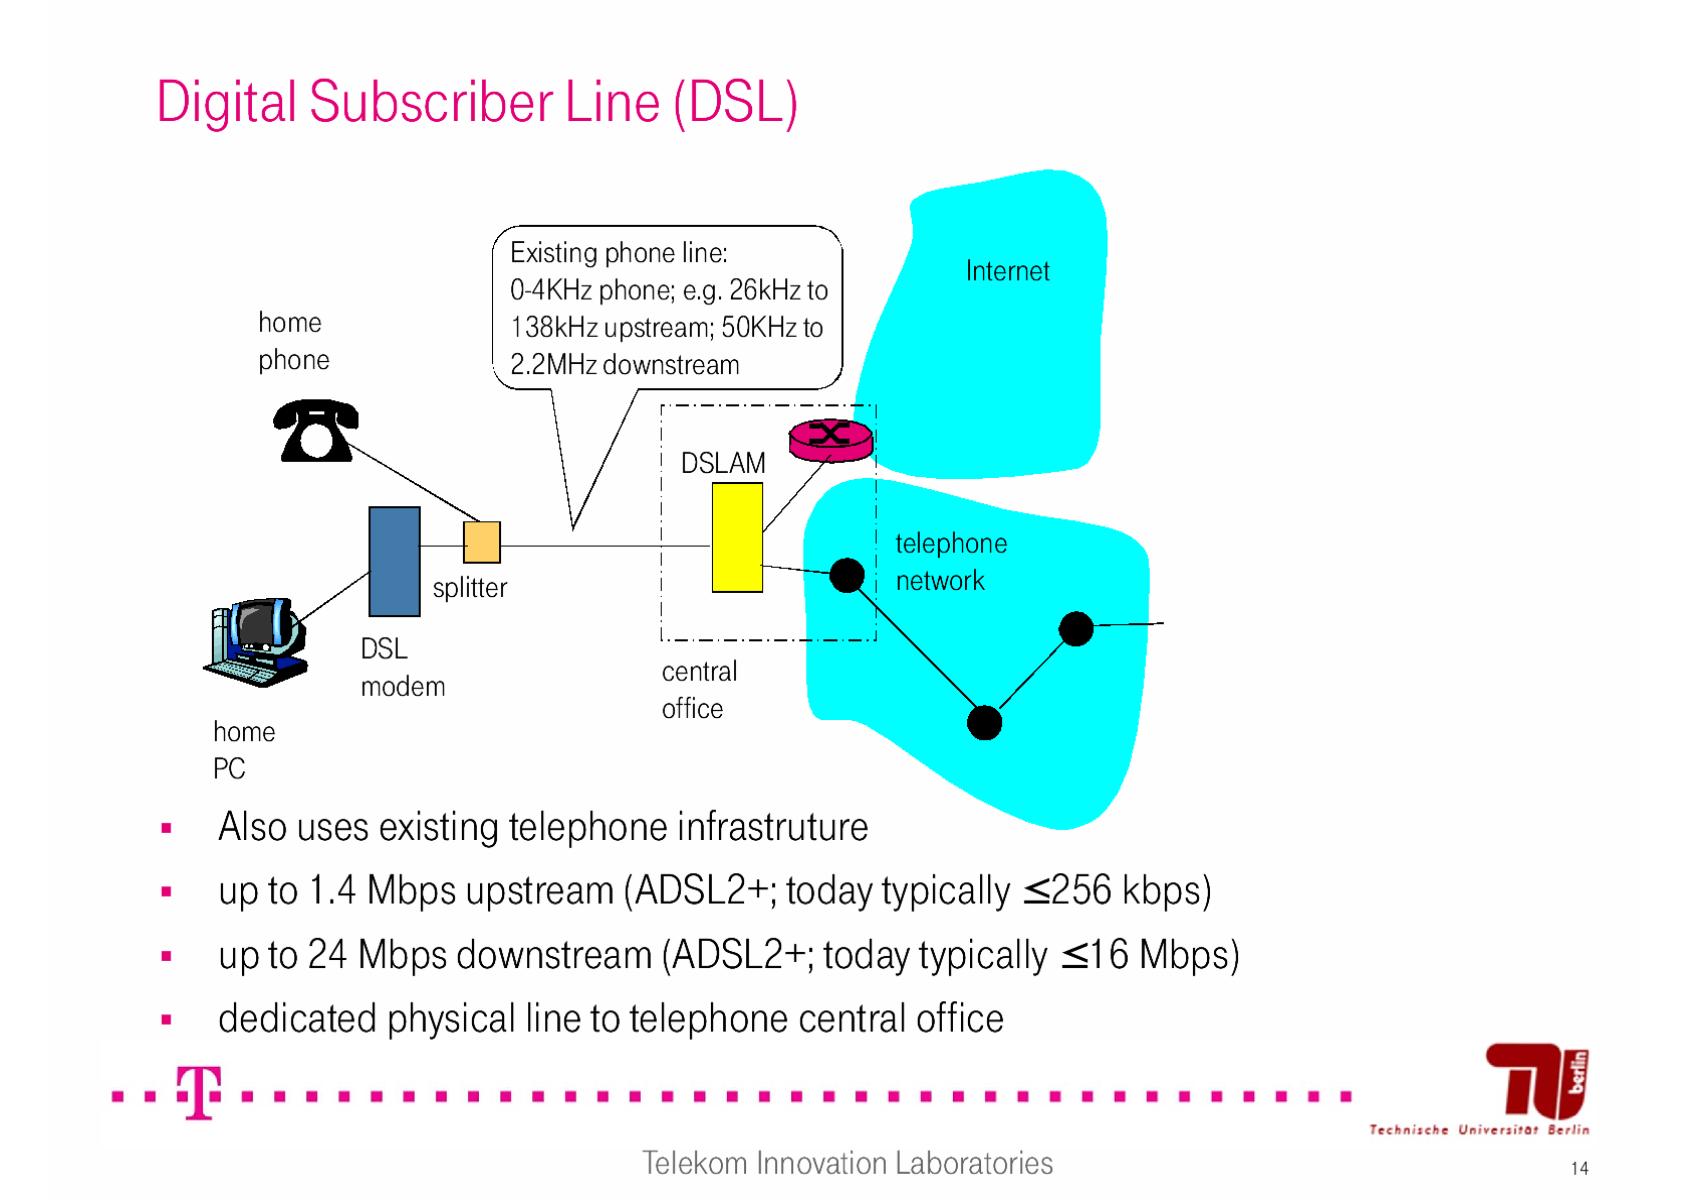 Digital Subscriber Line (DSL)
Existing phone line:
0-4KHz phone; e.g. 26kHz to
138kHz upstream; 50KHz to
2.2MHz downstream
Internet
home
phone
DSLAM
telephone
network
splitter
DSL
modem
central
office
home
PC
▪ Also uses existing telephone infrastruture
▪ up to 1.4 Mbps upstream (ADSL2+; today typically ≤256 kbps)
▪ up to 24 Mbps downstream (ADSL2+; today typically ≤16 Mbps)
▪ dedicated physical line to telephone central office
T
berlin
Technische Universität Berlin
Telekom Innovation Laboratories
14